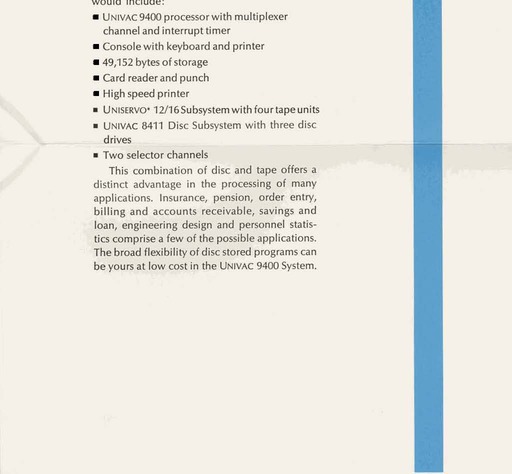 would include:
■ UNIVAC 9400 processor with multiplexer
channel and interrupt timer
■ Console with keyboard and printer
■ 49,152 bytes of storage
■ Card reader and punch
■ High speed printer
■ UNISERVO* 12/16 Subsystem with four tape units
■ UNIVAC 8411 Disc Subsystem with three disc
drives
■ Two selector channels
This combination of disc and tape offers a
distinct advantage in the processing of many
applications. Insurance, pension, order entry,
billing and accounts receivable, savings and
loan, engineering design and personnel statis-
tics comprise a few of the possible applications.
The broad flexibility of disc stored programs can
be yours at low cost in the UNIVAC 9400 System.